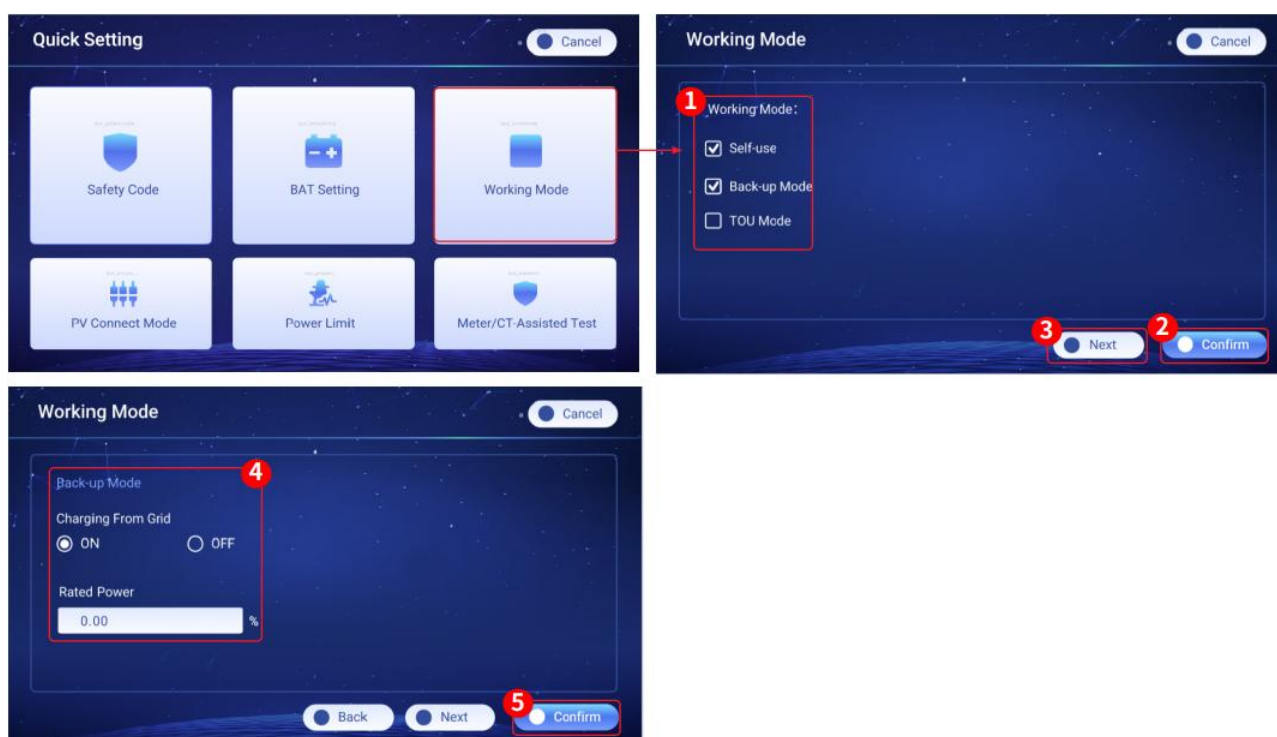 Quick Setting
Cancel
Safety Code
BAT Setting
Working Mode
PV Connect Mode
Power Limit
Meter/CT-Assisted Test
Working Mode
Cancel
1
Working Mode:
Self-use
Back-up Mode
TOU Mode
3
Next
2
Confirm
Working Mode
Cancel
4
Back-up Mode
Charging From Grid
ON OFF
Rated Power
0.00 %
Back
Next
5
Confirm